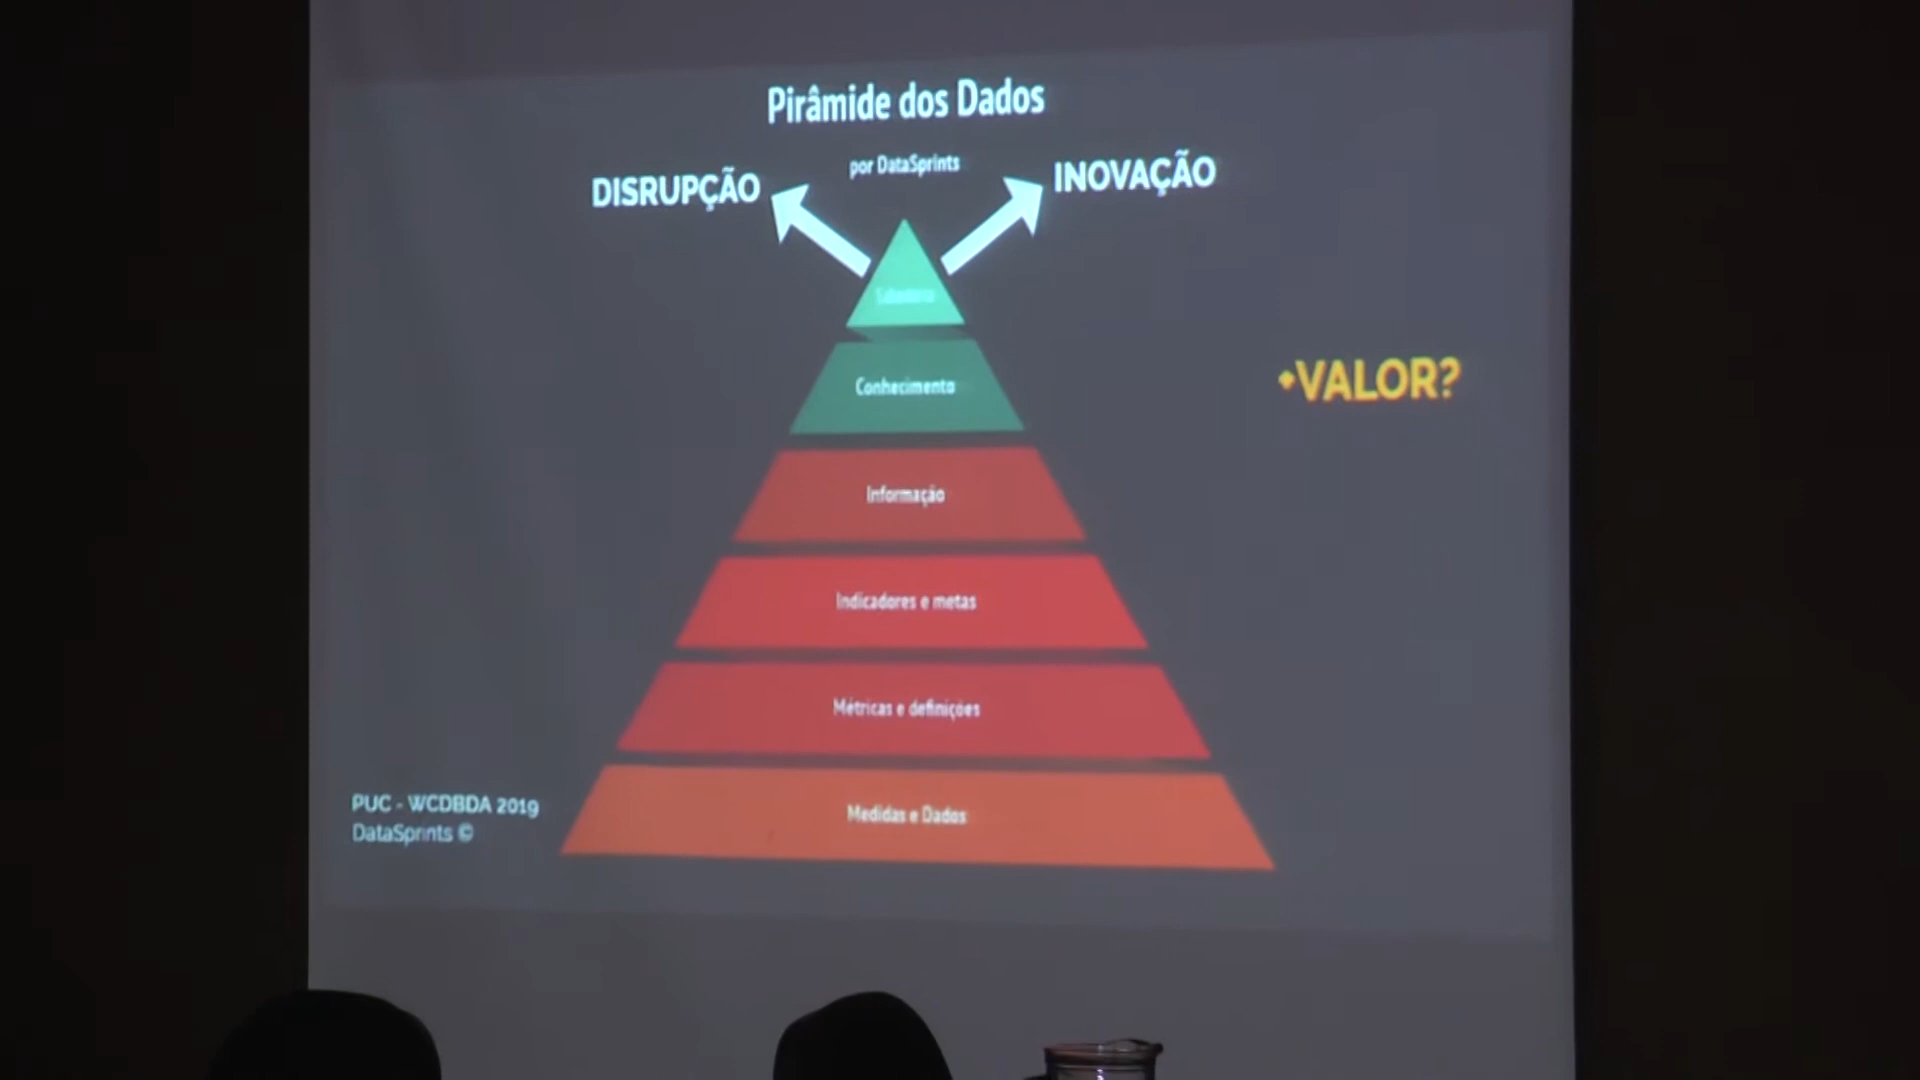 Pirâmide dos Dados
por DataSprints
DISRUPÇÃO
INOVAÇÃO
Conhecimento
+VALOR?
Informação
Indicadores e metas
Métricas e definições
Medidas e Dados
PUC - WCDBDA 2019
DataSprints ©